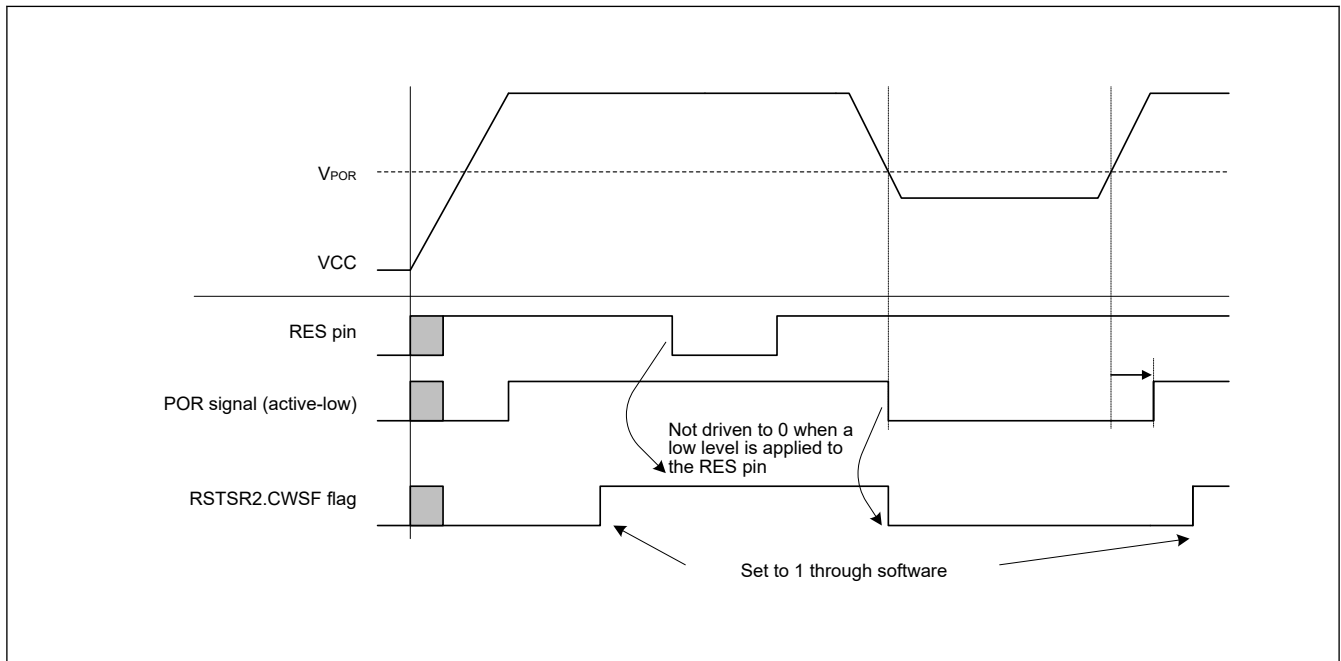 VPOR
VCC
RES pin
POR signal (active-low)
Not driven to 0 when a
low level is applied to
the RES pin
RSTSR2.CWSF flag
Set to 1 through software